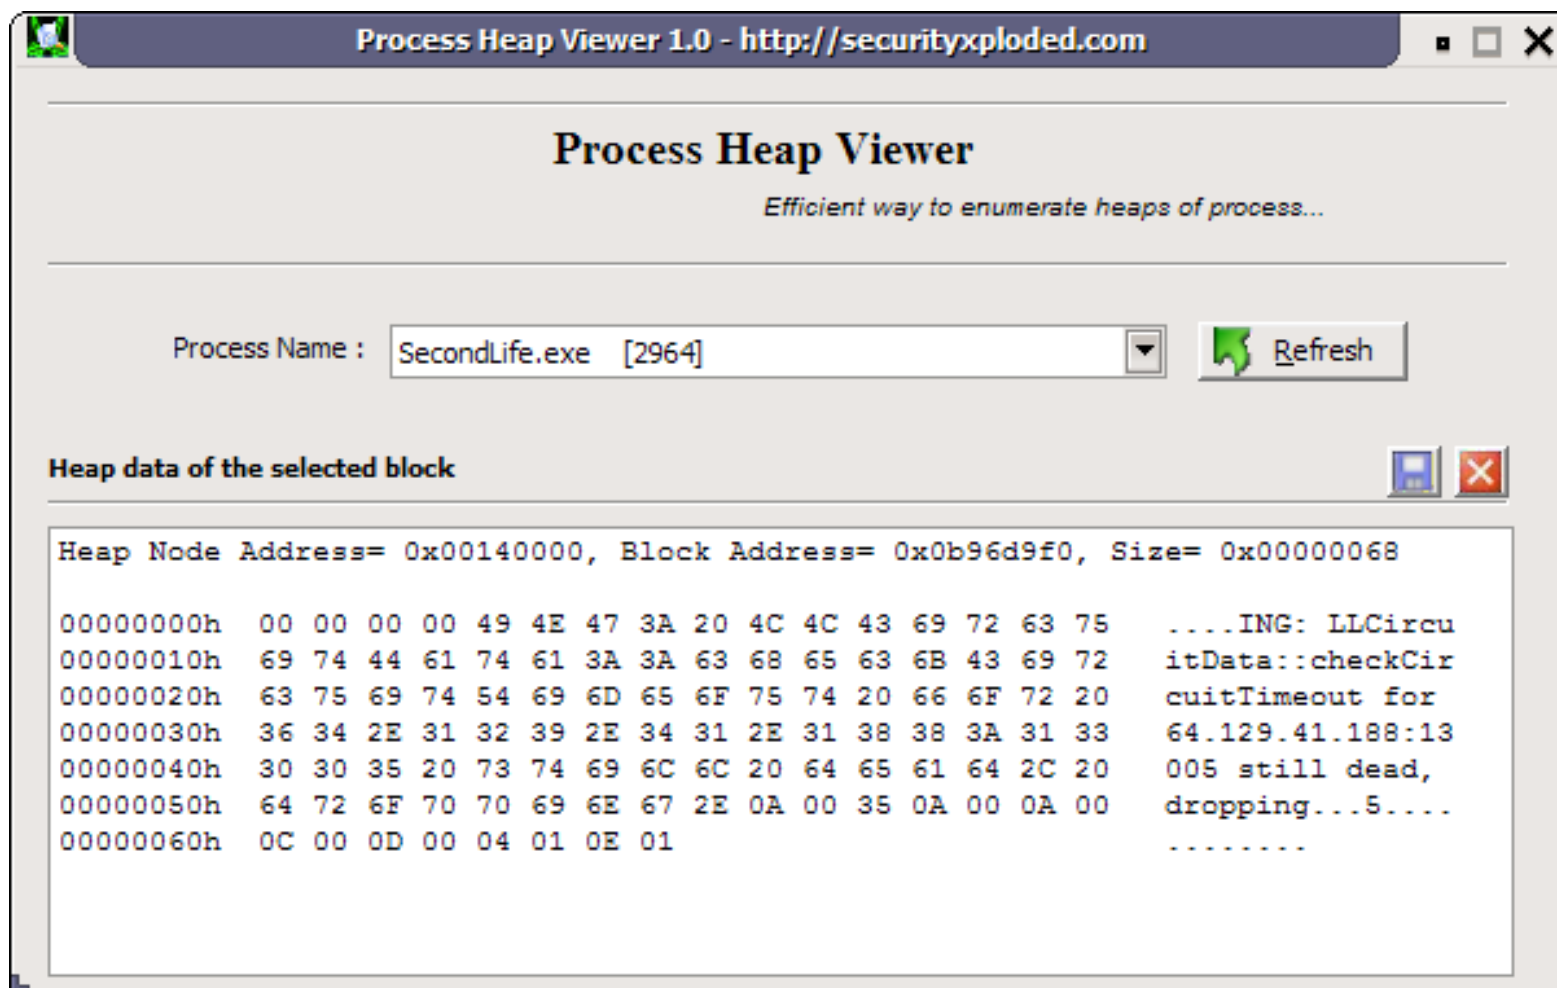 Process Heap Viewer 1.0 - http://securityxploded.com
Process Heap Viewer
Efficient way to enumerate heaps of process...
Process Name : SecondLife.exe [2964] Refresh
Heap data of the selected block
Heap Node Address= 0x00140000, Block Address= 0x0b96d9f0, Size= 0x00000068
00000000h 00 00 00 00 49 4E 47 3A 20 4C 4C 43 69 72 63 75 ....ING: LLCircu
00000010h 69 74 44 61 74 61 3A 3A 63 68 65 63 6B 43 69 72 itData::checkCir
00000020h 63 75 69 74 54 69 6D 65 6F 75 74 20 66 6F 72 20 cuitTimeout for
00000030h 36 34 2E 31 32 39 2E 34 31 2E 31 38 38 3A 31 33 64.129.41.188:13
00000040h 30 30 35 20 73 74 69 6C 6C 20 64 65 61 64 2C 20 005 still dead,
00000050h 64 72 6F 70 70 69 6E 67 2E 0A 00 35 0A 00 0A 00 dropping...5....
00000060h 0C 00 0D 00 04 01 0E 01 ........